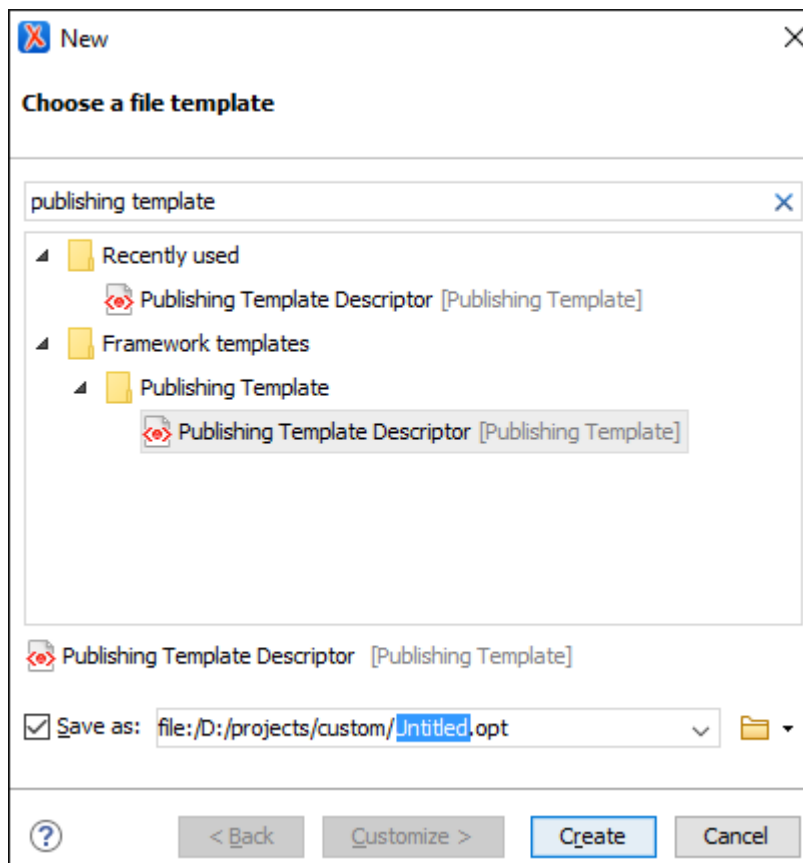 New
Choose a file template
publishing template
Recently used
Publishing Template Descriptor [Publishing Template]
Framework templates
Publishing Template
Publishing Template Descriptor [Publishing Template]
Publishing Template Descriptor [Publishing Template]
Save as: file:/D:/projects/custom/Untitled.opt
< Back Customize > Create Cancel